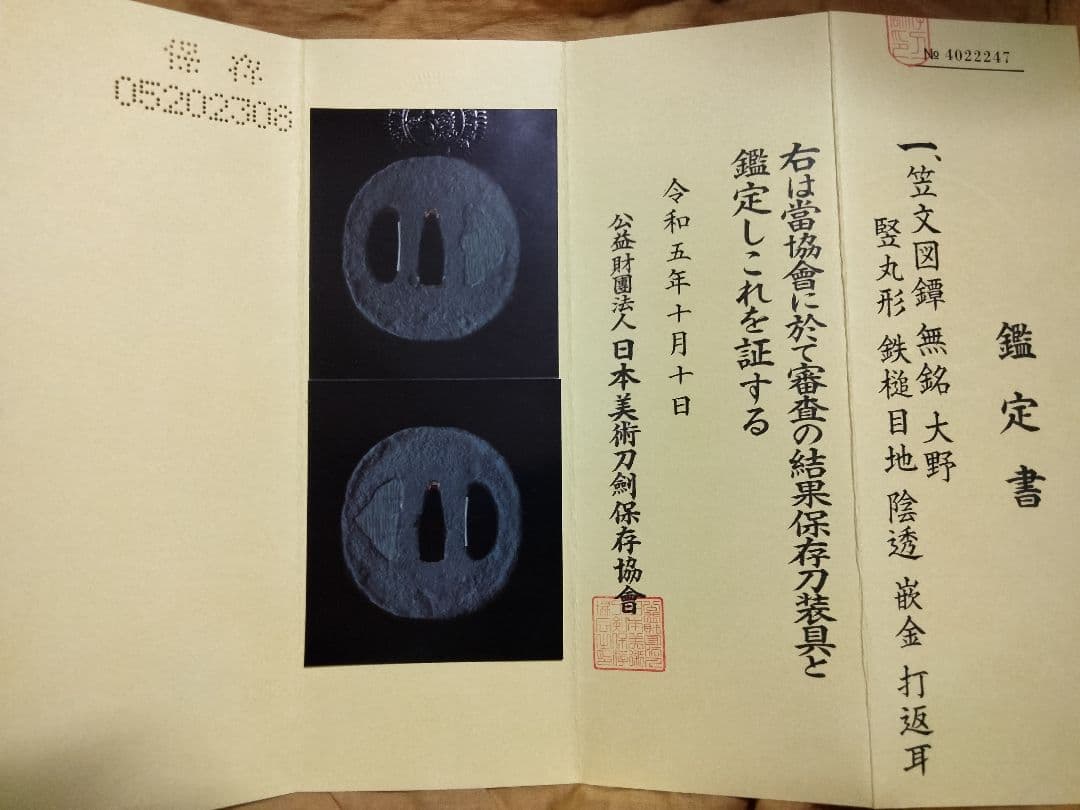 № 4022247
鑑定書
一、笠文図鐔 無銘 大野
竪丸形 鉄槌目地 陰透 嵌金 打返耳
右は當協會に於て審査の結果保存刀装具と
鑑定しこれを証する
令和五年十月十日
公益財團法人日本美術刀劍保存協會
保存
05202308